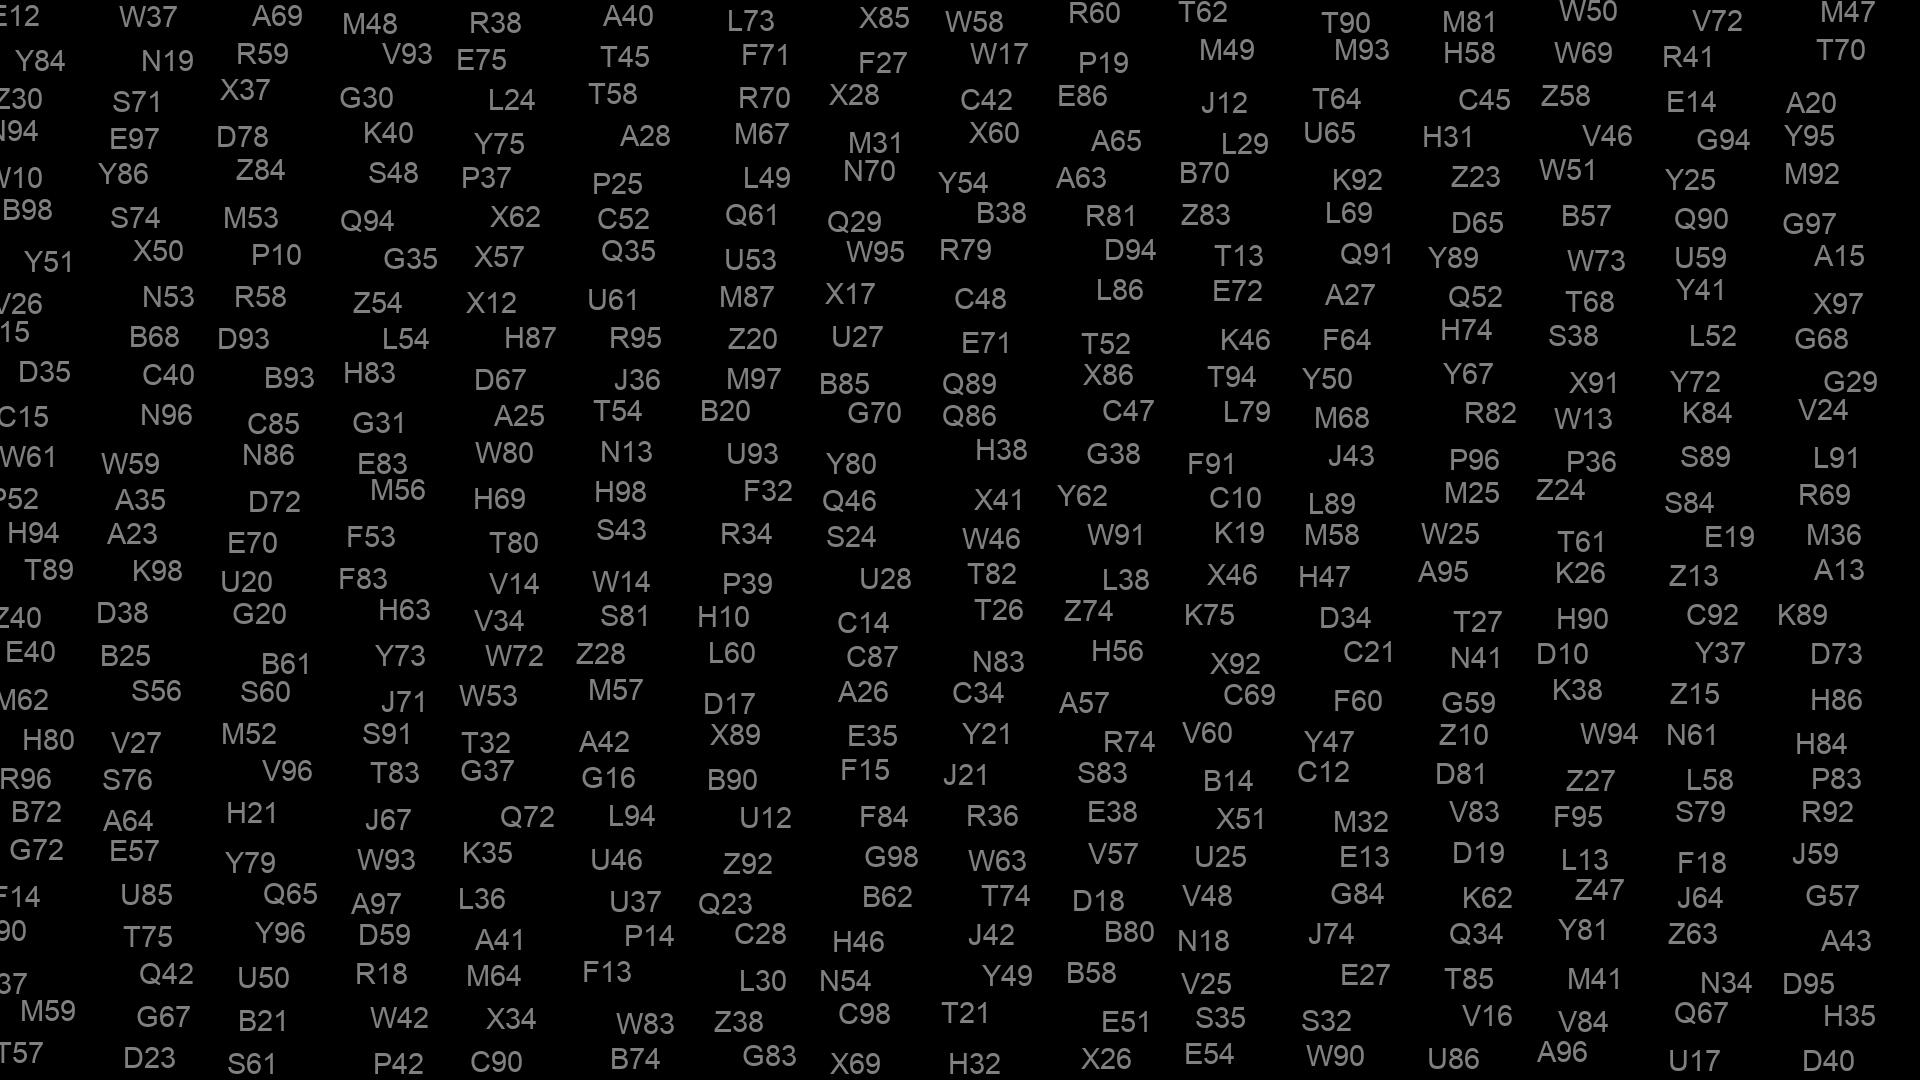 E12 W37 A69 M48 R38 A40 L73 X85 W58 R60 T62 T90 M81 W50 V72 M47
Y84 N19 R59 V93 E75 T45 F71 F27 W17 P19 M49 M93 H58 W69 R41 T70
Z30 S71 X37 G30 L24 T58 R70 X28 C42 E86 J12 T64 C45 Z58 E14 A20
N94 E97 D78 K40 Y75 A28 M67 M31 X60 A65 L29 U65 H31 V46 G94 Y95
W10 Y86 Z84 S48 P37 P25 L49 N70 Y54 A63 B70 K92 Z23 W51 Y25 M92
B98 S74 M53 Q94 X62 C52 Q61 Q29 B38 R81 Z83 L69 D65 B57 Q90 G97
Y51 X50 P10 G35 X57 Q35 U53 W95 R79 D94 T13 Q91 Y89 W73 U59 A15
V26 N53 R58 Z54 X12 U61 M87 X17 C48 L86 E72 A27 Q52 T68 Y41 X97
15 B68 D93 L54 H87 R95 Z20 U27 E71 T52 K46 F64 H74 S38 L52 G68
D35 C40 B93 H83 D67 J36 M97 B85 Q89 X86 T94 Y50 Y67 X91 Y72 G29
C15 N96 C85 G31 A25 T54 B20 G70 Q86 C47 L79 M68 R82 W13 K84 V24
W61 W59 N86 E83 W80 N13 U93 Y80 H38 G38 F91 J43 P96 P36 S89 L91
P52 A35 D72 M56 H69 H98 F32 Q46 X41 Y62 C10 L89 M25 Z24 S84 R69
H94 A23 E70 F53 T80 S43 R34 S24 W46 W91 K19 M58 W25 T61 E19 M36
T89 K98 U20 F83 V14 W14 P39 U28 T82 L38 X46 H47 A95 K26 Z13 A13
Z40 D38 G20 H63 V34 S81 H10 C14 T26 Z74 K75 D34 T27 H90 C92 K89
E40 B25 B61 Y73 W72 Z28 L60 C87 N83 H56 X92 C21 N41 D10 Y37 D73
M62 S56 S60 J71 W53 M57 D17 A26 C34 A57 C69 F60 G59 K38 Z15 H86
H80 V27 M52 S91 T32 A42 X89 E35 Y21 R74 V60 Y47 Z10 W94 N61 H84
R96 S76 V96 T83 G37 G16 B90 F15 J21 S83 B14 C12 D81 Z27 L58 P83
B72 A64 H21 J67 Q72 L94 U12 F84 R36 E38 X51 M32 V83 F95 S79 R92
G72 E57 Y79 W93 K35 U46 Z92 G98 W63 V57 U25 E13 D19 L13 F18 J59
F14 U85 Q65 A97 L36 U37 Q23 B62 T74 D18 V48 G84 K62 Z47 J64 G57
90 T75 Y96 D59 A41 P14 C28 H46 J42 B80 N18 J74 Q34 Y81 Z63 A43
37 Q42 U50 R18 M64 F13 L30 N54 Y49 B58 V25 E27 T85 M41 N34 D95
M59 G67 B21 W42 X34 W83 Z38 C98 T21 E51 S35 S32 V16 V84 Q67 H35
T57 D23 S61 P42 C90 B74 G83 X69 H32 X26 E54 W90 U86 A96 U17 D40